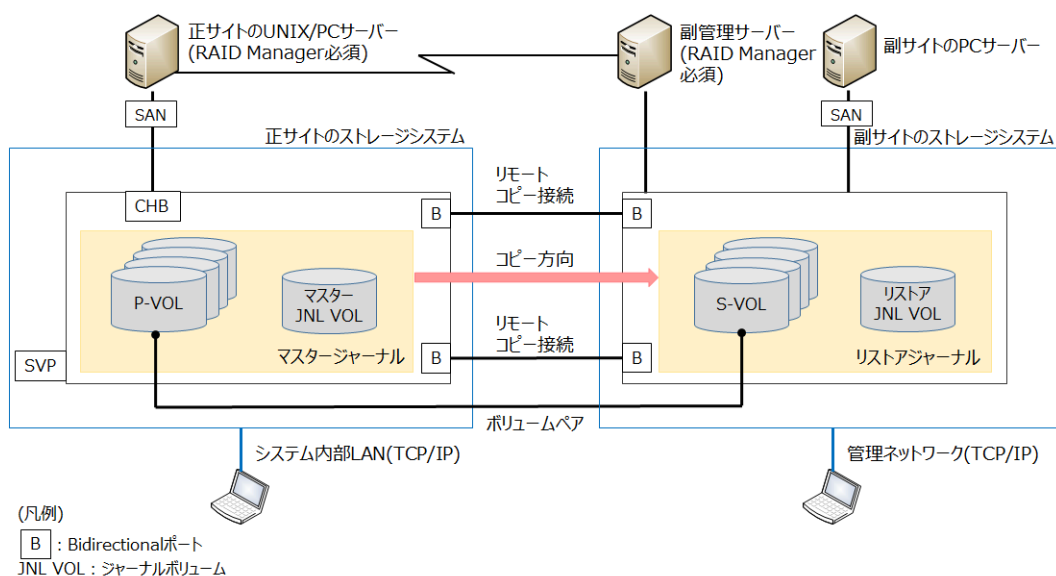 正サイトのUNIX/PCサーバー
(RAID Manager必須)
副管理サーバー
(RAID Manager
必須)
副サイトのPCサーバー
SAN
SAN
正サイトのストレージシステム
副サイトのストレージシステム
CHB
リモート
コピー接続
B
B
コピー方向
P-VOL
マスター
JNL VOL
S-VOL
リストア
JNL VOL
リモート
コピー接続
マスタージャーナル
リストアジャーナル
SVP
B
B
ボリュームペア
システム内部LAN(TCP/IP)
管理ネットワーク(TCP/IP)
(凡例)
B : Bidirectionalポート
JNL VOL : ジャーナルボリューム